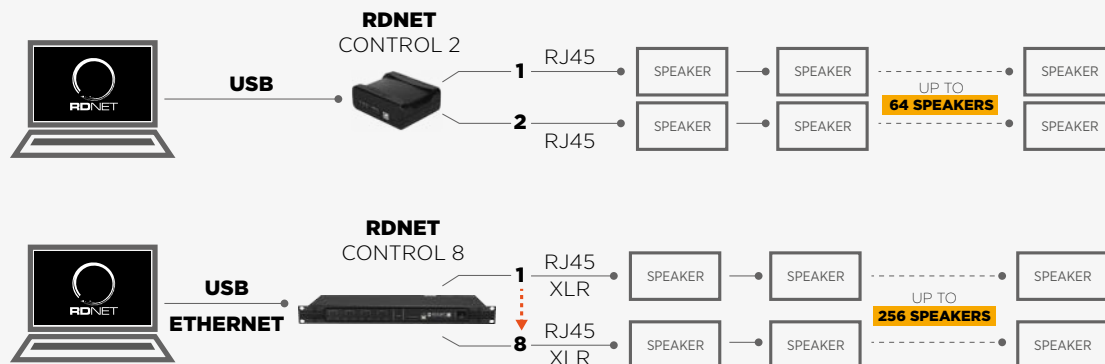 RDNET
CONTROL 2
RDNET
USB
1
RJ45
SPEAKER
SPEAKER
SPEAKER
UP TO
64 SPEAKERS
2
RJ45
SPEAKER
SPEAKER
SPEAKER
RDNET
CONTROL 8
RDNET
USB
ETHERNET
1
RJ45
XLR
SPEAKER
SPEAKER
SPEAKER
UP TO
256 SPEAKERS
8
RJ45
XLR
SPEAKER
SPEAKER
SPEAKER